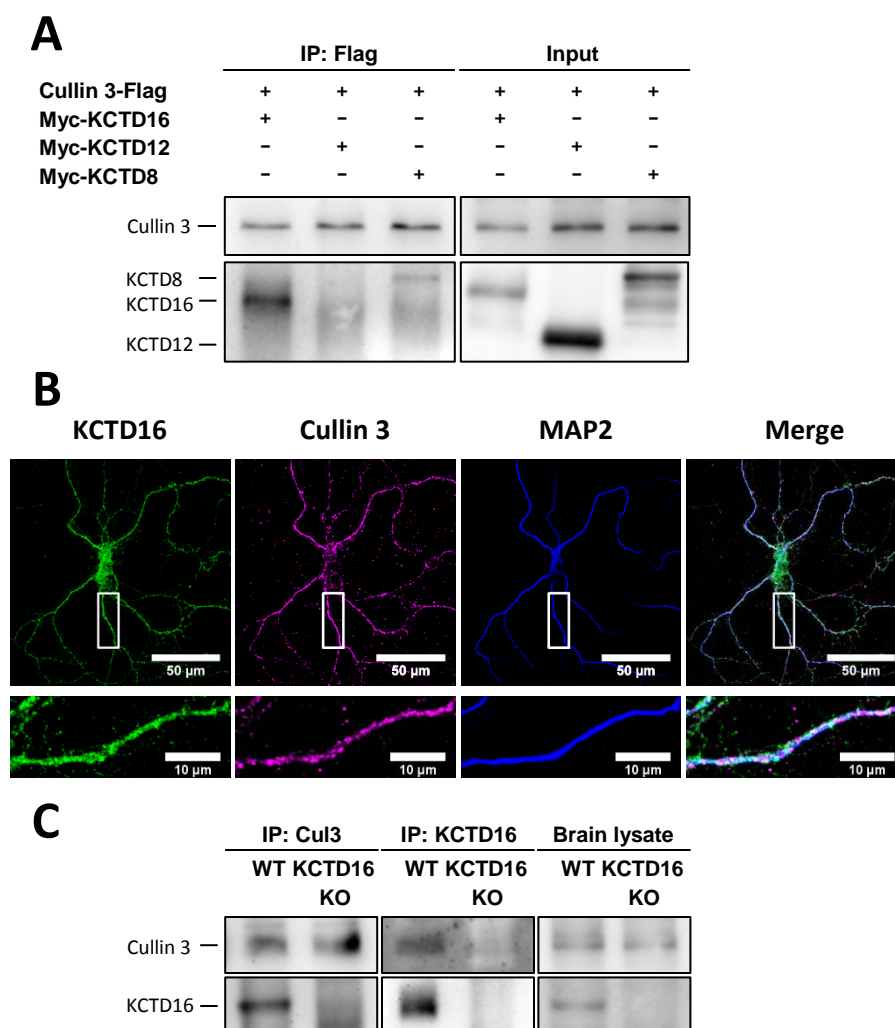 A
IP: Flag Input
Cullin 3-Flag + + + + + +
Myc-KCTD16 + − − + − −
Myc-KCTD12 − + − − + −
Myc-KCTD8 − − + − − +
Cullin 3
KCTD8
KCTD16
KCTD12
B
KCTD16 Cullin 3 MAP2 Merge
50 µm 50 µm 50 µm 50 µm
10 µm 10 µm 10 µm 10 µm
C
IP: Cul3 IP: KCTD16 Brain lysate
WT KCTD16 WT KCTD16 WT KCTD16
KO KO KO
Cullin 3
KCTD16